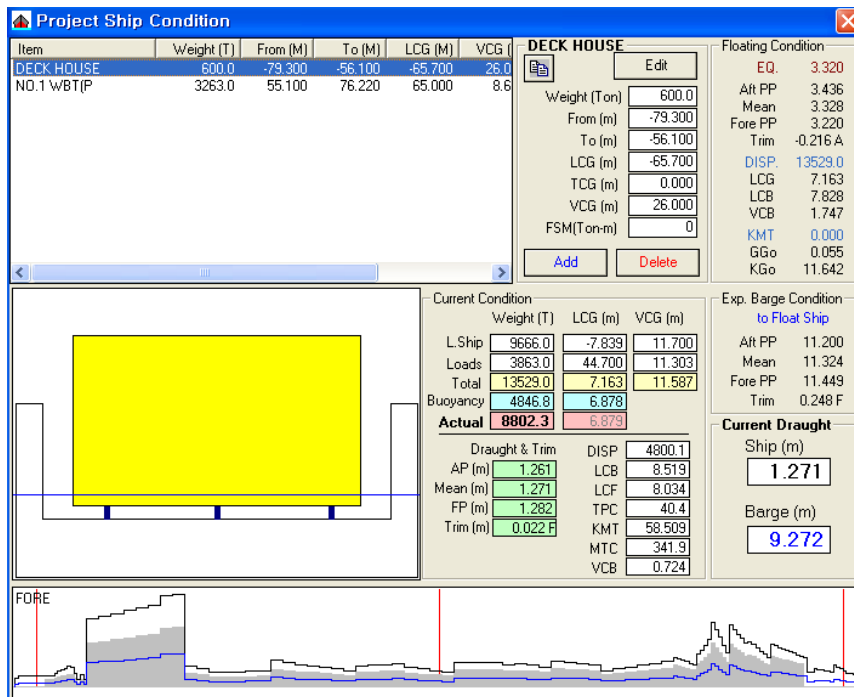 Project Ship Condition
Item Weight (T) From (M) To (M) LCG (M) VCG (
DECK HOUSE 600.0 -79.300 -56.100 -65.700 26.0
NO.1 WBT(P 3263.0 55.100 76.220 65.000 8.6
DECK HOUSE
Edit
Weight (Ton) 600.0
From (m) -79.300
To (m) -56.100
LCG (m) -65.700
TCG (m) 0.000
VCG (m) 26.000
FSM(Ton-m) 0
Add Delete
Floating Condition
EQ. 3.320
Aft PP 3.436
Mean 3.328
Fore PP 3.220
Trim -0.216 A
DISP. 13529.0
LCG 7.163
LCB 7.828
VCB 1.747
KMT 0.000
GGo 0.055
KGo 11.642
Current Condition
Weight (T) LCG (m) VCG (m)
L.Ship 9666.0 -7.839 11.700
Loads 3863.0 44.700 11.303
Total 13529.0 7.163 11.587
Buoyancy 4846.8 6.878
Actual 8802.3 6.879
Draught & Trim
AP (m) 1.261
Mean (m) 1.271
FP (m) 1.282
Trim (m) 0.022 F
DISP 4800.1
LCB 8.519
LCF 8.034
TPC 40.4
KMT 58.509
MTC 341.9
VCB 0.724
Exp. Barge Condition
to Float Ship
Aft PP 11.200
Mean 11.324
Fore PP 11.449
Trim 0.248 F
Current Draught
Ship (m)
1.271
Barge (m)
9.272
FORE